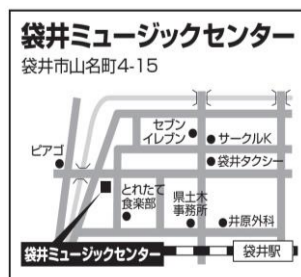 袋井ミュージックセンター
袋井市山名町4-15
セブン
イレブン
サークルK
ピアゴ
袋井タクシー
とれたて
食楽部
県土木
事務所
井原外科
袋井ミュージックセンター
袋井駅